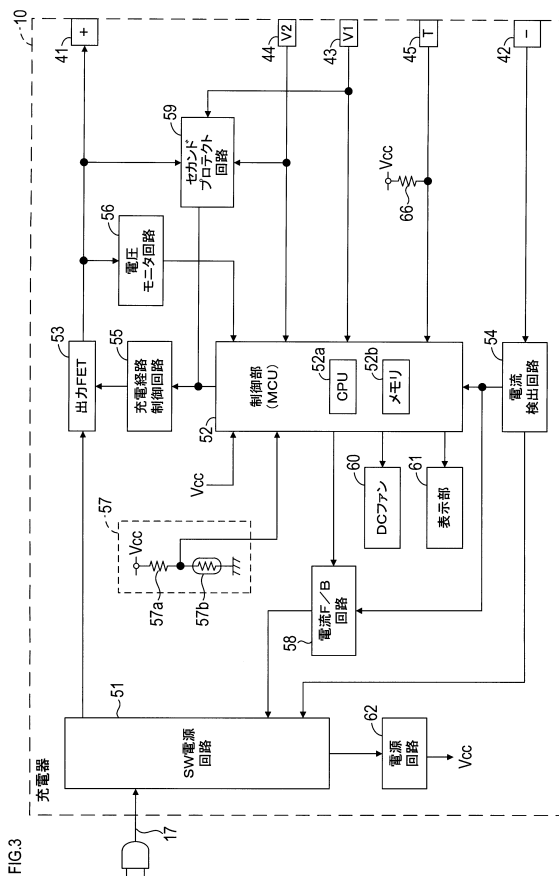 FIG.3
充電器
10
17
51
SW電源
回路
62
電源
回路
Vcc
57
Vcc
57a
57b
Vcc
58
電流F/B
回路
53
出力FET
55
充電経路
制御回路
56
電圧
モニタ回路
59
セカンド
プロテクト
回路
52
制御部
(MCU)
52a
CPU
52b
メモリ
60
DCファン
61
表示部
54
電流
検出回路
Vcc
66
41
+
44
V2
43
V1
45
T
42
−